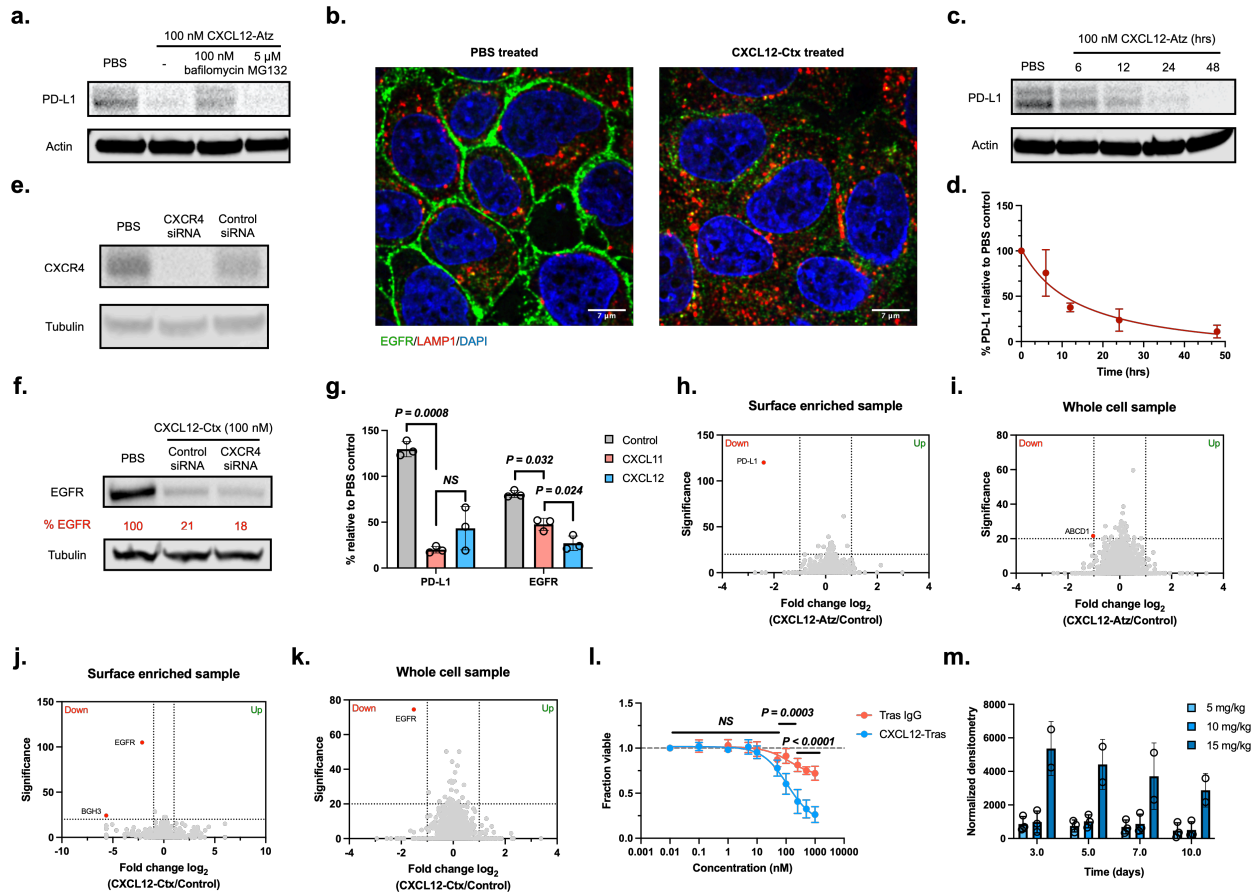 a.
100 nM CXCL12-Atz
PBS
-
100 nM
bafilomycin
5 µM
MG132
PD-L1
Actin
b.
PBS treated
CXCL12-Ctx treated
7 µm
7 µm
EGFR/LAMP1/DAPI
c.
100 nM CXCL12-Atz (hrs)
PBS 6 12 24 48
PD-L1
Actin
d.
% PD-L1 relative to PBS control
150
100
50
0
0 10 20 30 40 50
Time (hrs)
e.
PBS
CXCR4
siRNA
Control
siRNA
CXCR4
Tubulin
f.
CXCL12-Ctx (100 nM)
PBS
Control
siRNA
CXCR4
siRNA
EGFR
% EGFR 100 21 18
Tubulin
g.
P = 0.0008
NS
P = 0.032
P = 0.024
Control
CXCL11
CXCL12
% relative to PBS control
150
100
50
0
PD-L1 EGFR
h.
Surface enriched sample
Down
Up
PD-L1
Significance
150
100
50
0
-4 -2 0 2 4
Fold change log2
(CXCL12-Atz/Control)
i.
Whole cell sample
Down
Up
ABCD1
Significance
80
60
40
20
0
-4 -2 0 2 4
Fold change log2
(CXCL12-Atz/Control)
j.
Surface enriched sample
Down
Up
EGFR
BGH3
Significance
150
100
50
0
-10 -5 0 5 10
Fold change log2
(CXCL12-Ctx/Control)
k.
Whole cell sample
Down
Up
EGFR
Significance
80
60
40
20
0
-4 -2 0 2 4
Fold change log2
(CXCL12-Ctx/Control)
l.
NS
P = 0.0003
P < 0.0001
Tras IgG
CXCL12-Tras
Fraction viable
1.5
1.0
0.5
0.0
0.001 0.01 0.1 1 10 100 1000 10000
Concentration (nM)
m.
5 mg/kg
10 mg/kg
15 mg/kg
Normalized densitometry
8000
6000
4000
2000
0
3.0 5.0 7.0 10.0
Time (days)